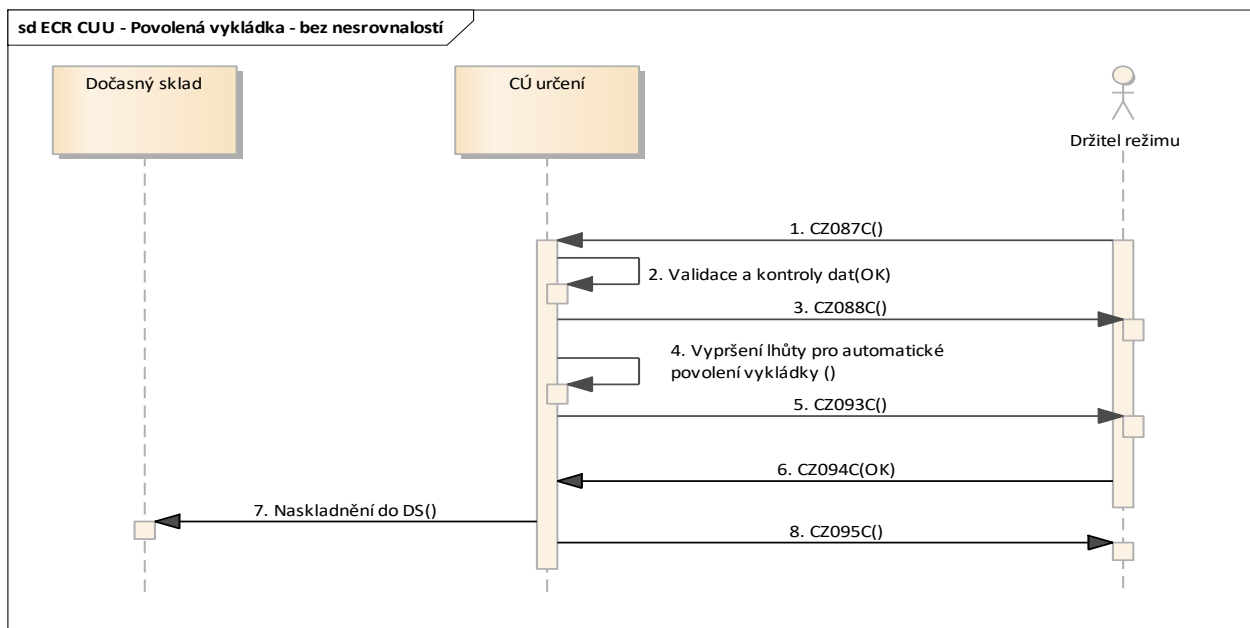 sd ECR CUU - Povolená vykládka - bez nesrovnalostí
Dočasný sklad
CÚ určení
Držitel režimu
1. CZ087C()
2. Validace a kontroly dat(OK)
3. CZ088C()
4. Vypršení lhůty pro automatické
povolení vykládky ()
5. CZ093C()
6. CZ094C(OK)
7. Naskladnění do DS()
8. CZ095C()